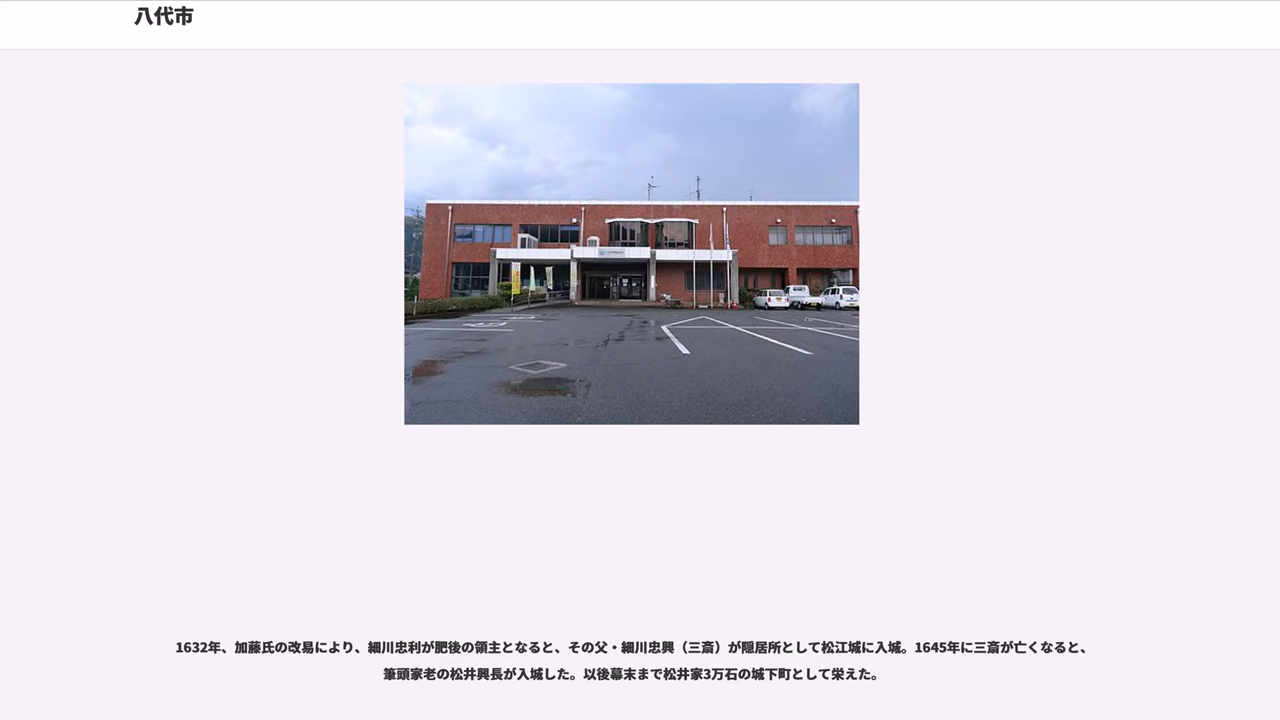 八代市
1632年、加藤氏の改易により、細川忠利が肥後の領主となると、その父・細川忠興（三斎）が隠居所として松江城に入城。1645年に三斎が亡くなると、
筆頭家老の松井興長が入城した。以後幕末まで松井家3万石の城下町として栄えた。